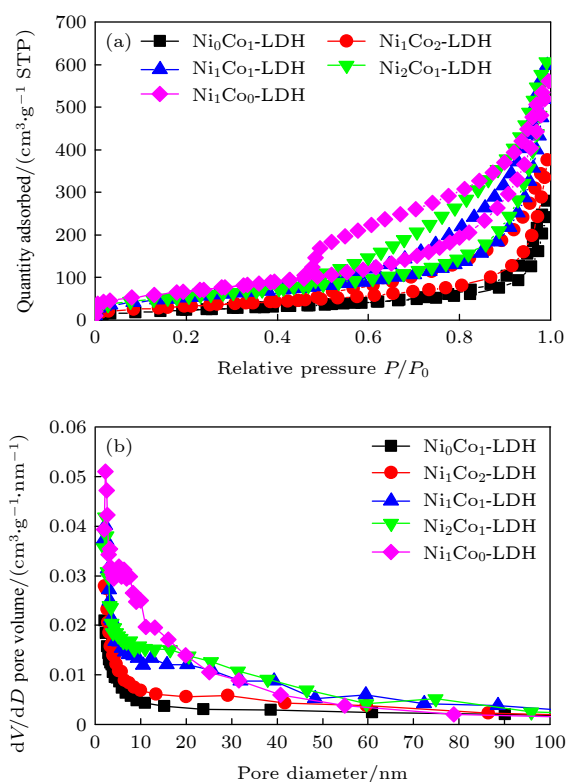 (a)
Ni₀Co₁-LDH
Ni₁Co₂-LDH
Ni₁Co₁-LDH
Ni₂Co₁-LDH
Ni₁Co₀-LDH
Quantity adsorbed/(cm³·g⁻¹ STP)
700
600
500
400
300
200
100
0
0 0.2 0.4 0.6 0.8 1.0
Relative pressure P/P₀
(b)
Ni₀Co₁-LDH
Ni₁Co₂-LDH
Ni₁Co₁-LDH
Ni₂Co₁-LDH
Ni₁Co₀-LDH
dV/dD pore volume/(cm³·g⁻¹·nm⁻¹)
0.06
0.05
0.04
0.03
0.02
0.01
0
0 10 20 30 40 50 60 70 80 90 100
Pore diameter/nm